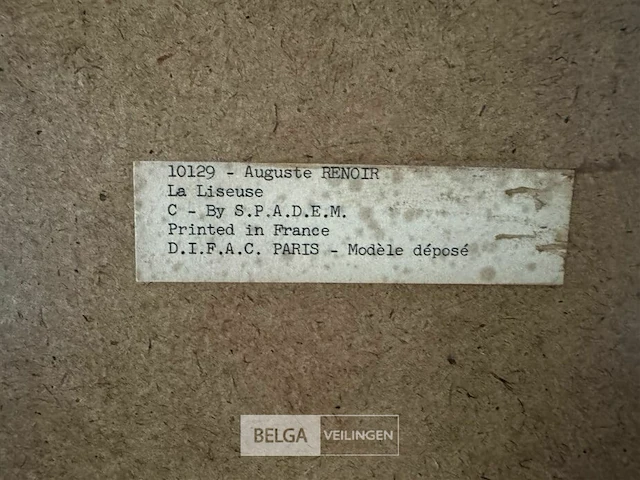 10129 - Auguste RENOIR
La Liseuse
C - By S.P.A.D.E.M.
Printed in France
D.I.F.A.C. PARIS - Modèle déposé
BELGA VEILINGEN